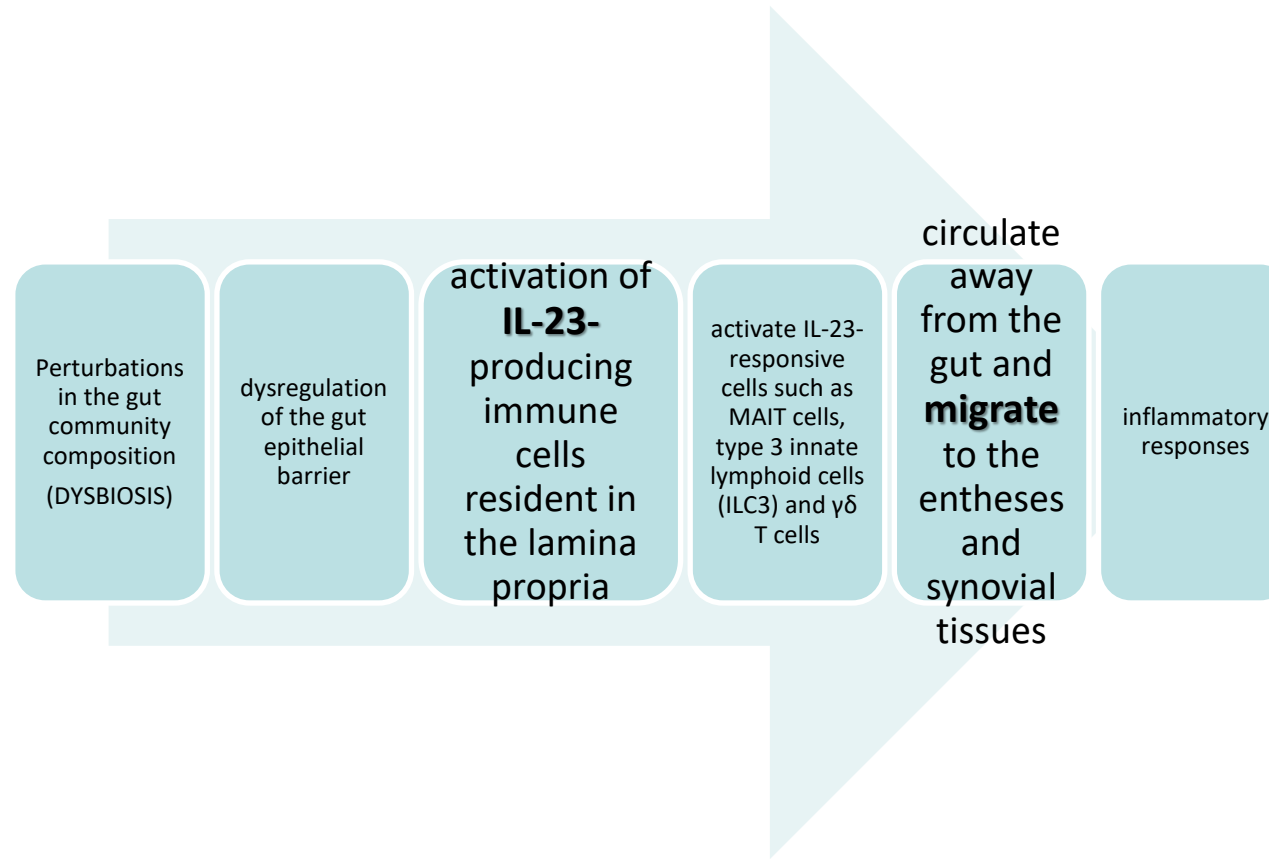 Perturbations
in the gut
community
composition
(DYSBIOSIS)
dysregulation
of the gut
epithelial
barrier
activation of
IL-23-
producing
immune
cells
resident in
the lamina
propria
activate IL-23-
responsive
cells such as
MAIT cells,
type 3 innate
lymphoid cells
(ILC3) and γδ
T cells
circulate
away
from the
gut and
migrate
to the
entheses
and
synovial
tissues
inflammatory
responses